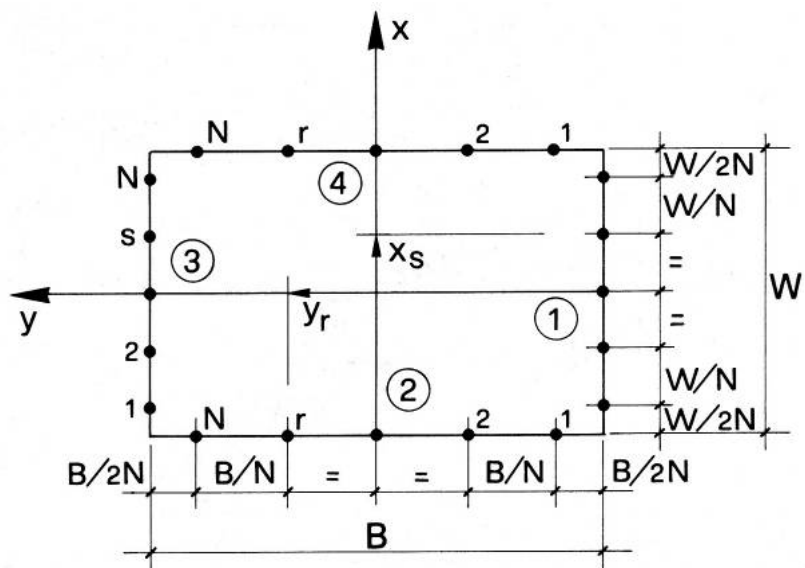 x
N r 2 1
N ④ W/2N
W/N
s x_s
③ = W
y y_r ① =
2
② W/N
1 N r 2 1 W/2N
B/2N B/N = = B/N B/2N
B